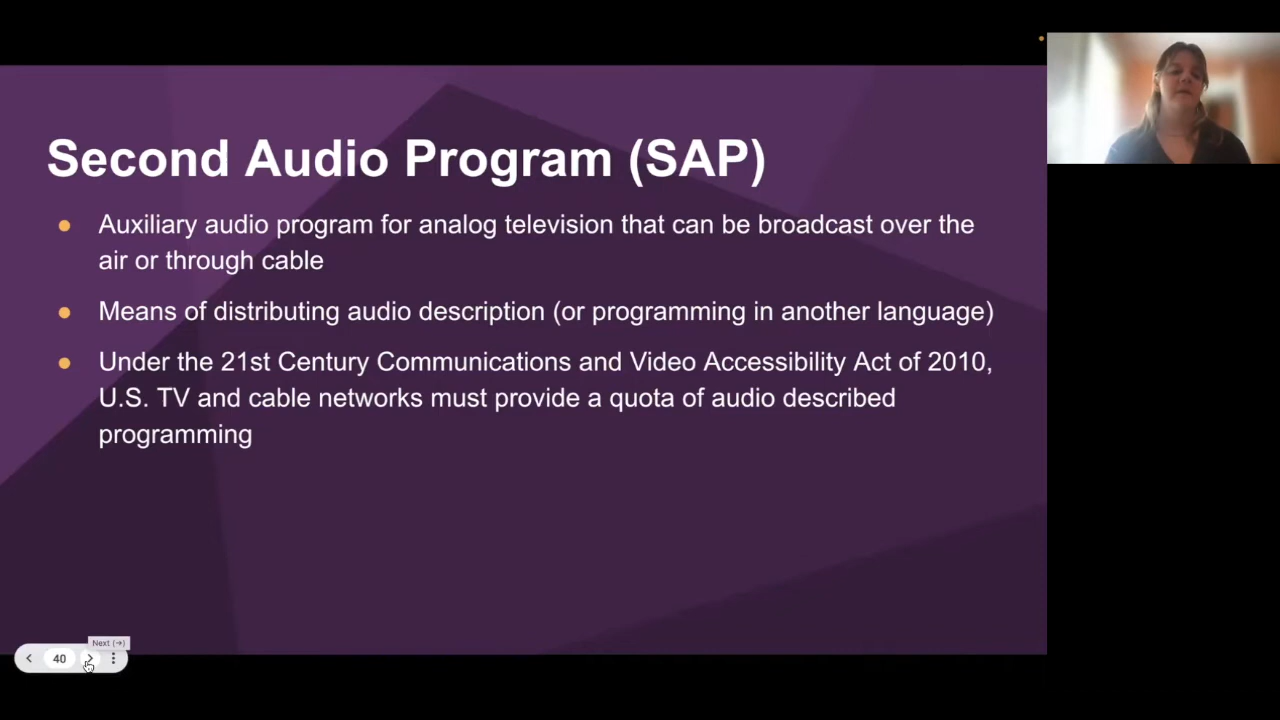 Second Audio Program (SAP)
● Auxiliary audio program for analog television that can be broadcast over the
air or through cable
● Means of distributing audio description (or programming in another language)
● Under the 21st Century Communications and Video Accessibility Act of 2010,
U.S. TV and cable networks must provide a quota of audio described
programming
Next (→)
40